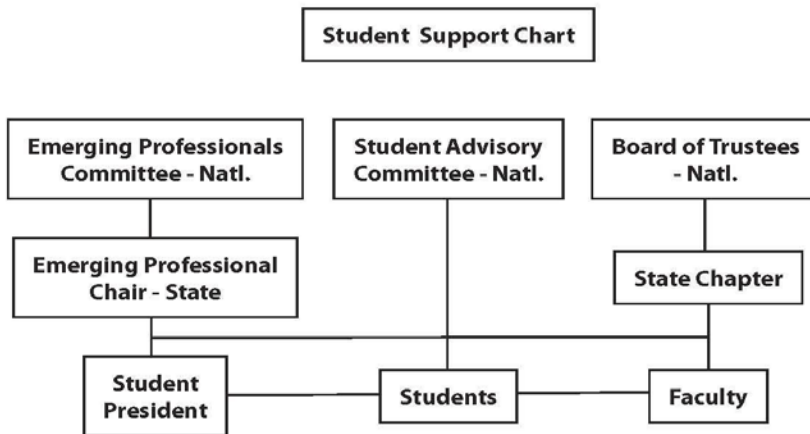 Student Support Chart
Emerging Professionals
Committee - Natl.
Student Advisory
Committee - Natl.
Board of Trustees
- Natl.
Emerging Professional
Chair - State
State Chapter
Student
President
Students
Faculty